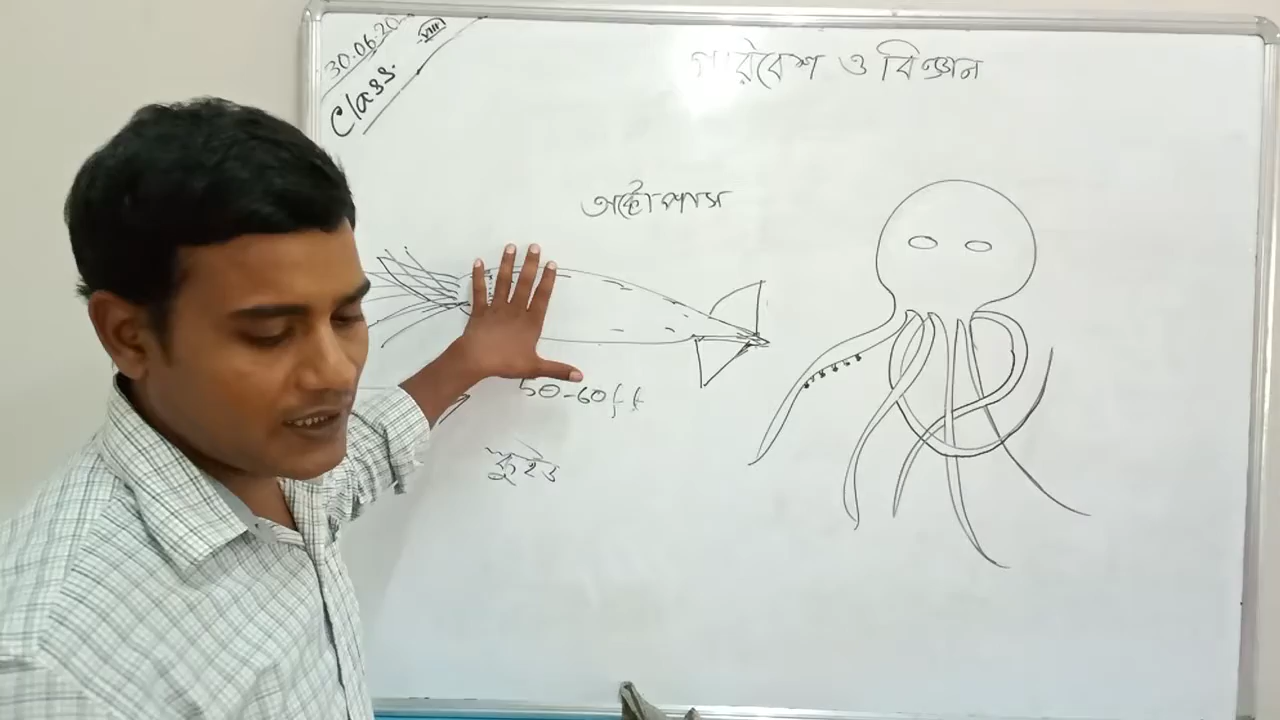 30.06.20
VIII
Class.
পরিবেশ ও বিজ্ঞান
অক্টোপাস
50-60ft
স্কুইড